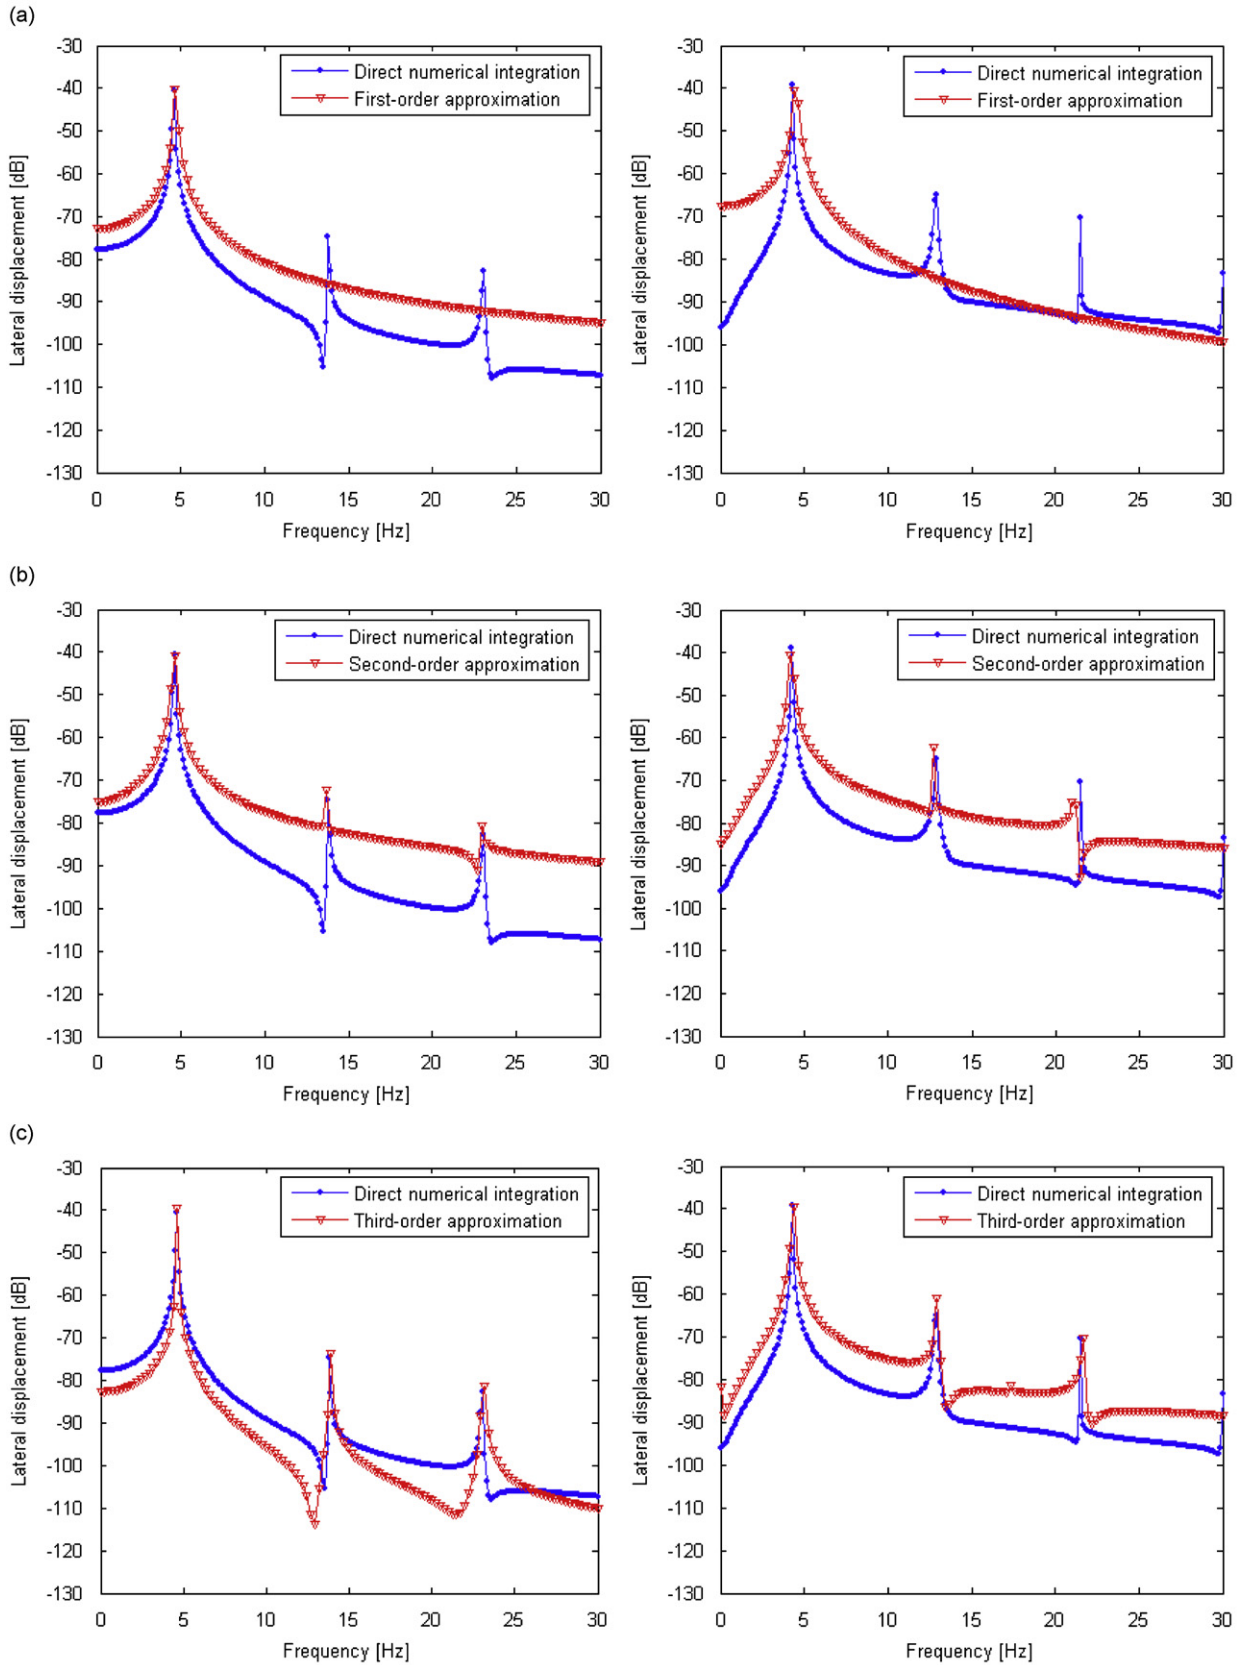 (a)
-30
-40
-50
-60
-70
-80
-90
-100
-110
-120
-130
0 5 10 15 20 25 30
Lateral displacement [dB]
Frequency [Hz]
Direct numerical integration
First-order approximation
-30
-40
-50
-60
-70
-80
-90
-100
-110
-120
-130
0 5 10 15 20 25 30
Lateral displacement [dB]
Frequency [Hz]
Direct numerical integration
First-order approximation
(b)
-30
-40
-50
-60
-70
-80
-90
-100
-110
-120
-130
0 5 10 15 20 25 30
Lateral displacement [dB]
Frequency [Hz]
Direct numerical integration
Second-order approximation
-30
-40
-50
-60
-70
-80
-90
-100
-110
-120
-130
0 5 10 15 20 25 30
Lateral displacement [dB]
Frequency [Hz]
Direct numerical integration
Second-order approximation
(c)
-30
-40
-50
-60
-70
-80
-90
-100
-110
-120
-130
0 5 10 15 20 25 30
Lateral displacement [dB]
Frequency [Hz]
Direct numerical integration
Third-order approximation
-30
-40
-50
-60
-70
-80
-90
-100
-110
-120
-130
0 5 10 15 20 25 30
Lateral displacement [dB]
Frequency [Hz]
Direct numerical integration
Third-order approximation